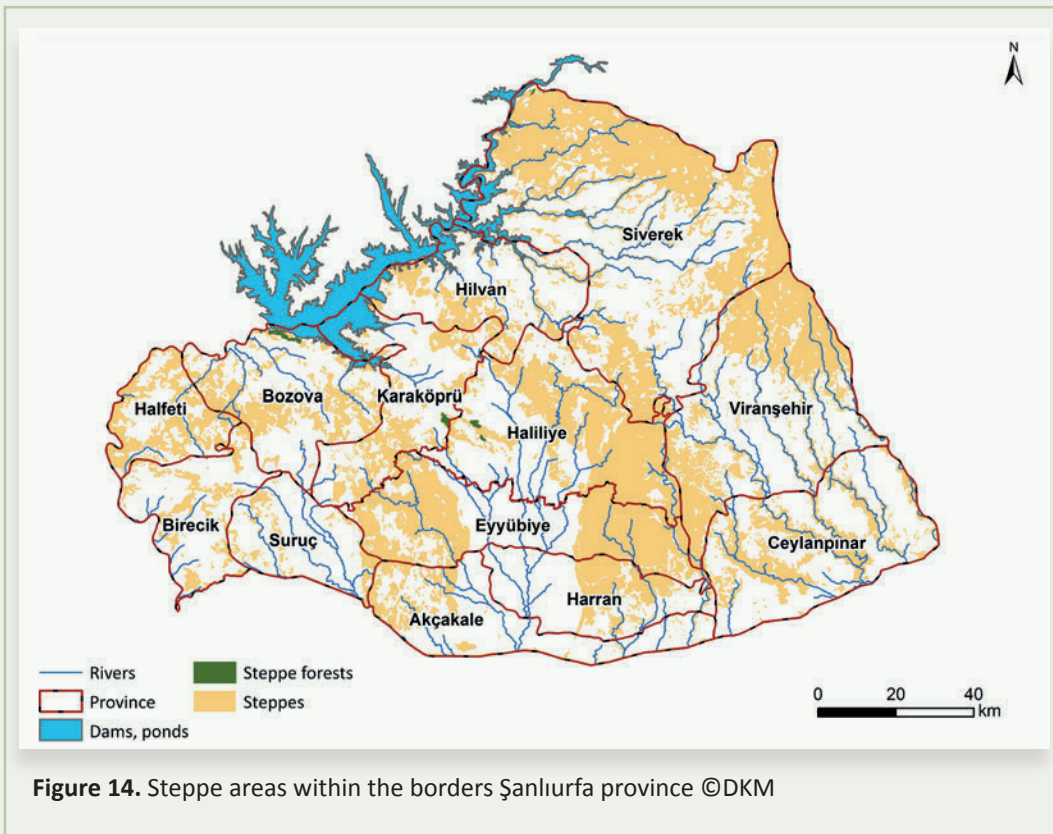 N
Siverek
Hilvan
Halfeti
Bozova
Karaköprü
Haliliye
Viranşehir
Birecik
Suruç
Eyyübiye
Ceylanpınar
Akçakale
Harran
Rivers
Province
Dams, ponds
Steppe forests
Steppes
0 20 40
km
Figure 14. Steppe areas within the borders Şanlıurfa province ©DKM